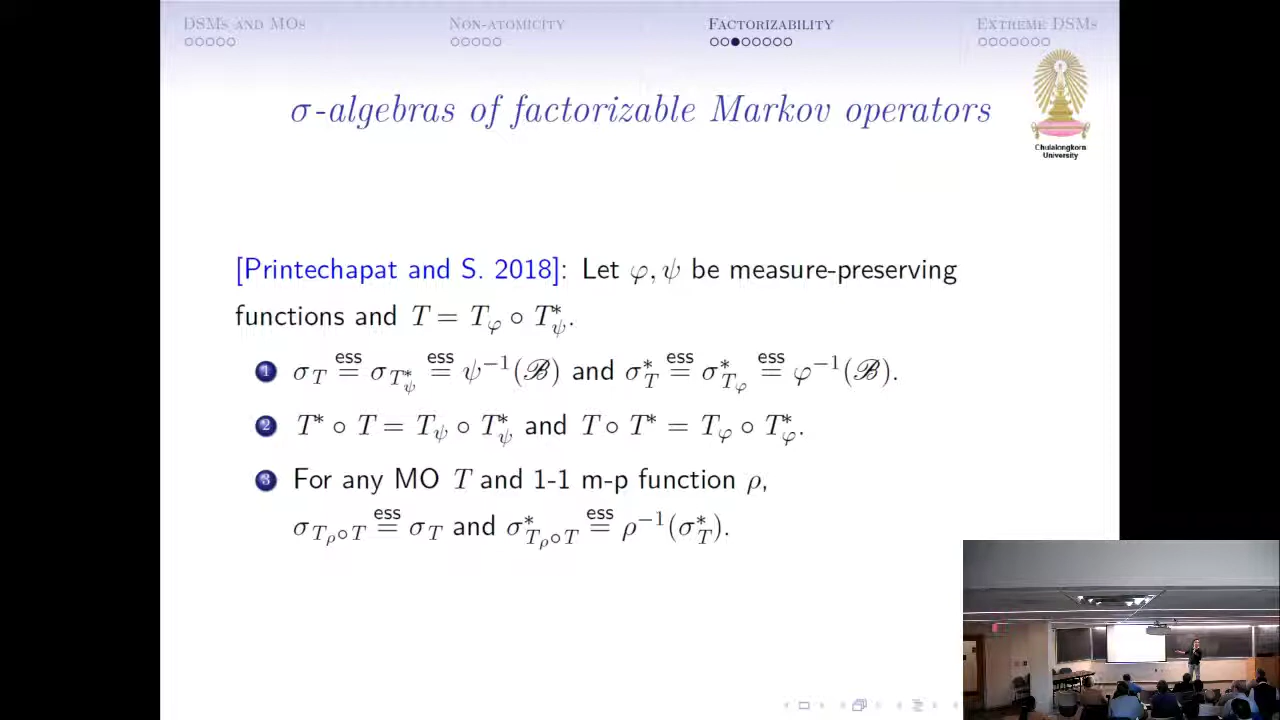 DSMs and MOs
Non-atomicity
Factorizability
Extreme DSMs
σ-algebras of factorizable Markov operators
Chulalongkorn
University
[Printechapat and S. 2018]: Let φ, ψ be measure-preserving
functions and T = T_φ ∘ T*_ψ.
1 σ_T ess= σ_{T*_ψ} ess= ψ⁻¹(ℬ) and σ*_T ess= σ*_{T_φ} ess= φ⁻¹(ℬ).
2 T* ∘ T = T_ψ ∘ T*_ψ and T ∘ T* = T_φ ∘ T*_φ.
3 For any MO T and 1-1 m-p function ρ,
σ_{T_ρ∘T} ess= σ_T and σ*_{T_ρ∘T} ess= ρ⁻¹(σ*_T).